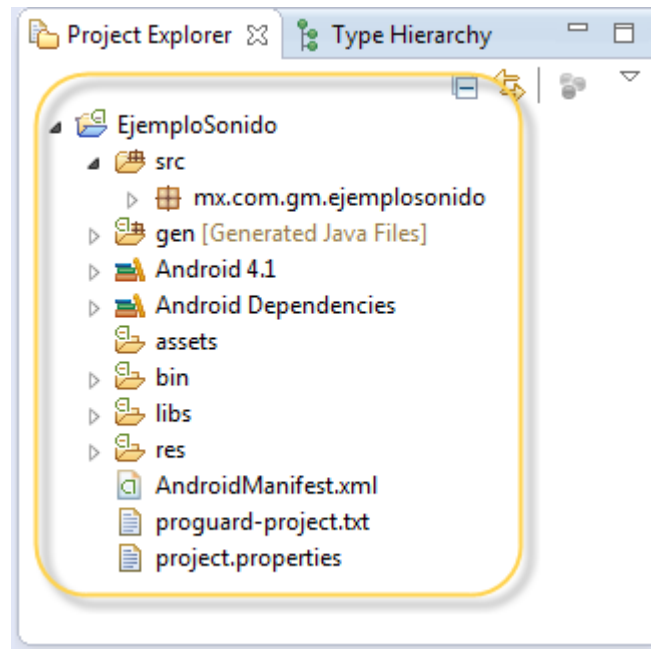 Project Explorer Type Hierarchy
EjemploSonido
src
mx.com.gm.ejemplosonido
gen [Generated Java Files]
Android 4.1
Android Dependencies
assets
bin
libs
res
AndroidManifest.xml
proguard-project.txt
project.properties